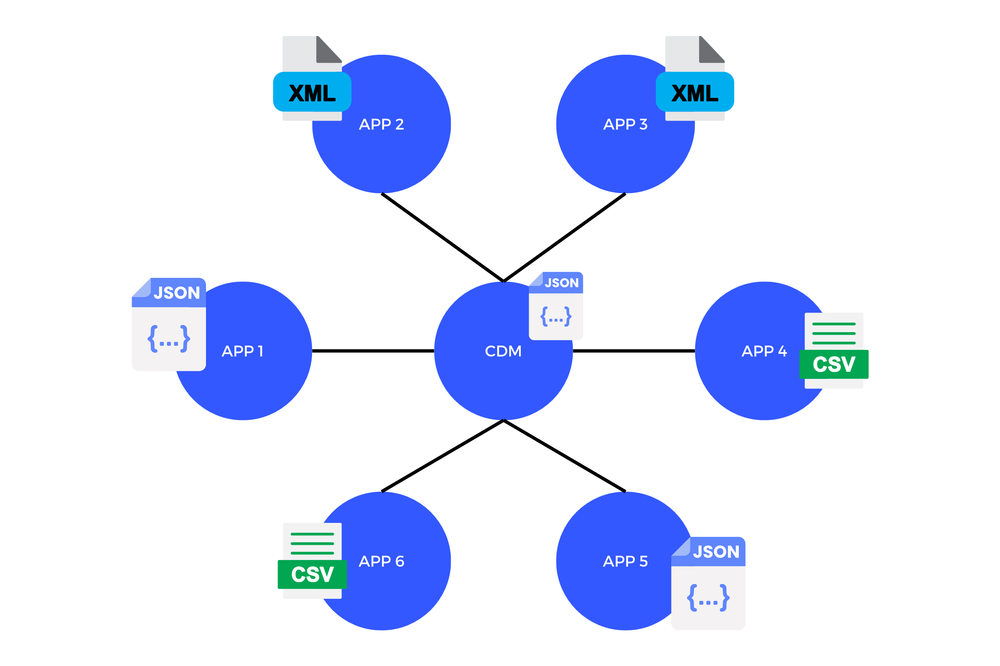 XML
APP 2
XML
APP 3
JSON
{...}
APP 1
JSON
{...}
CDM
APP 4
CSV
CSV
APP 6
APP 5
JSON
{...}